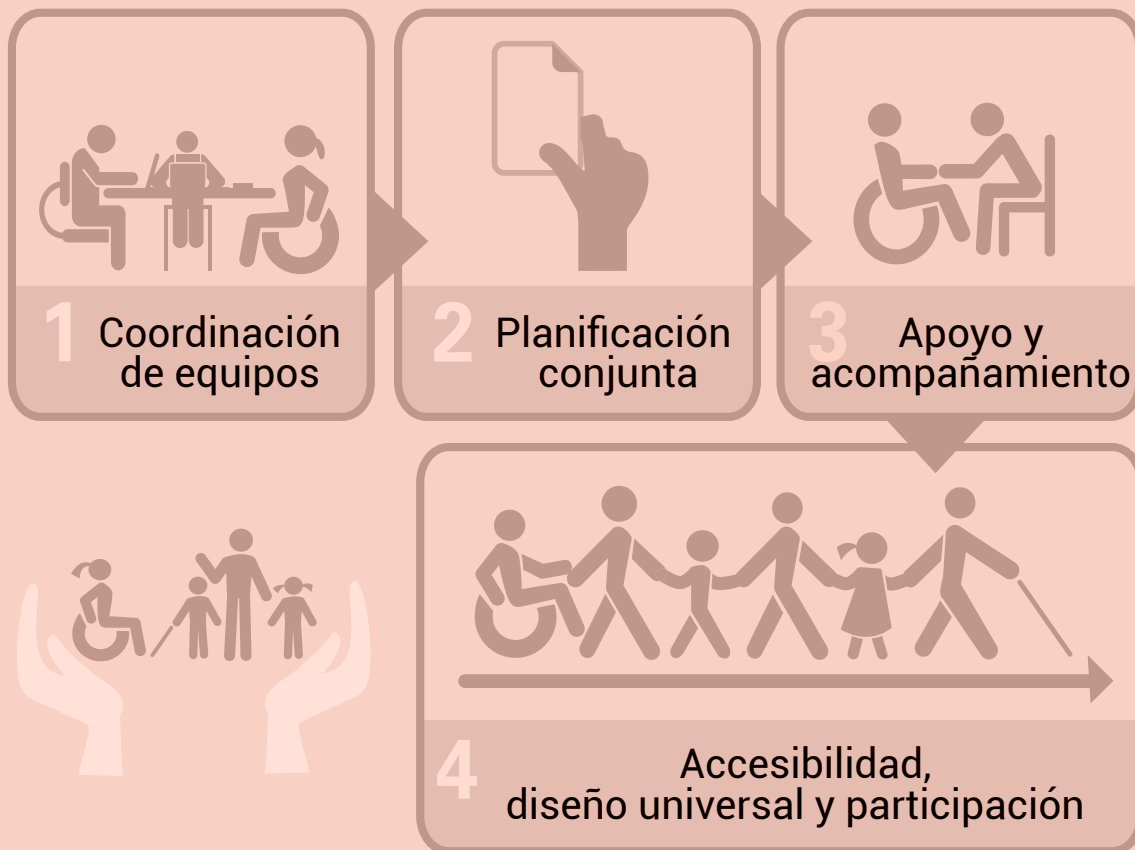 1 Coordinación
de equipos
2 Planificación
conjunta
3 Apoyo y
acompañamiento
4 Accesibilidad,
diseño universal y participación